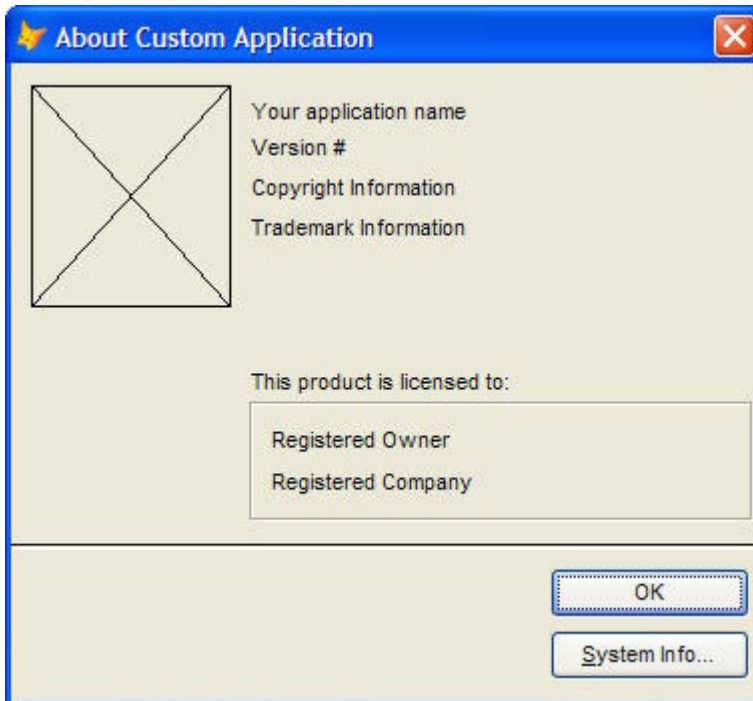 About Custom Application
Your application name
Version #
Copyright Information
Trademark Information
This product is licensed to:
Registered Owner
Registered Company
OK
System Info...